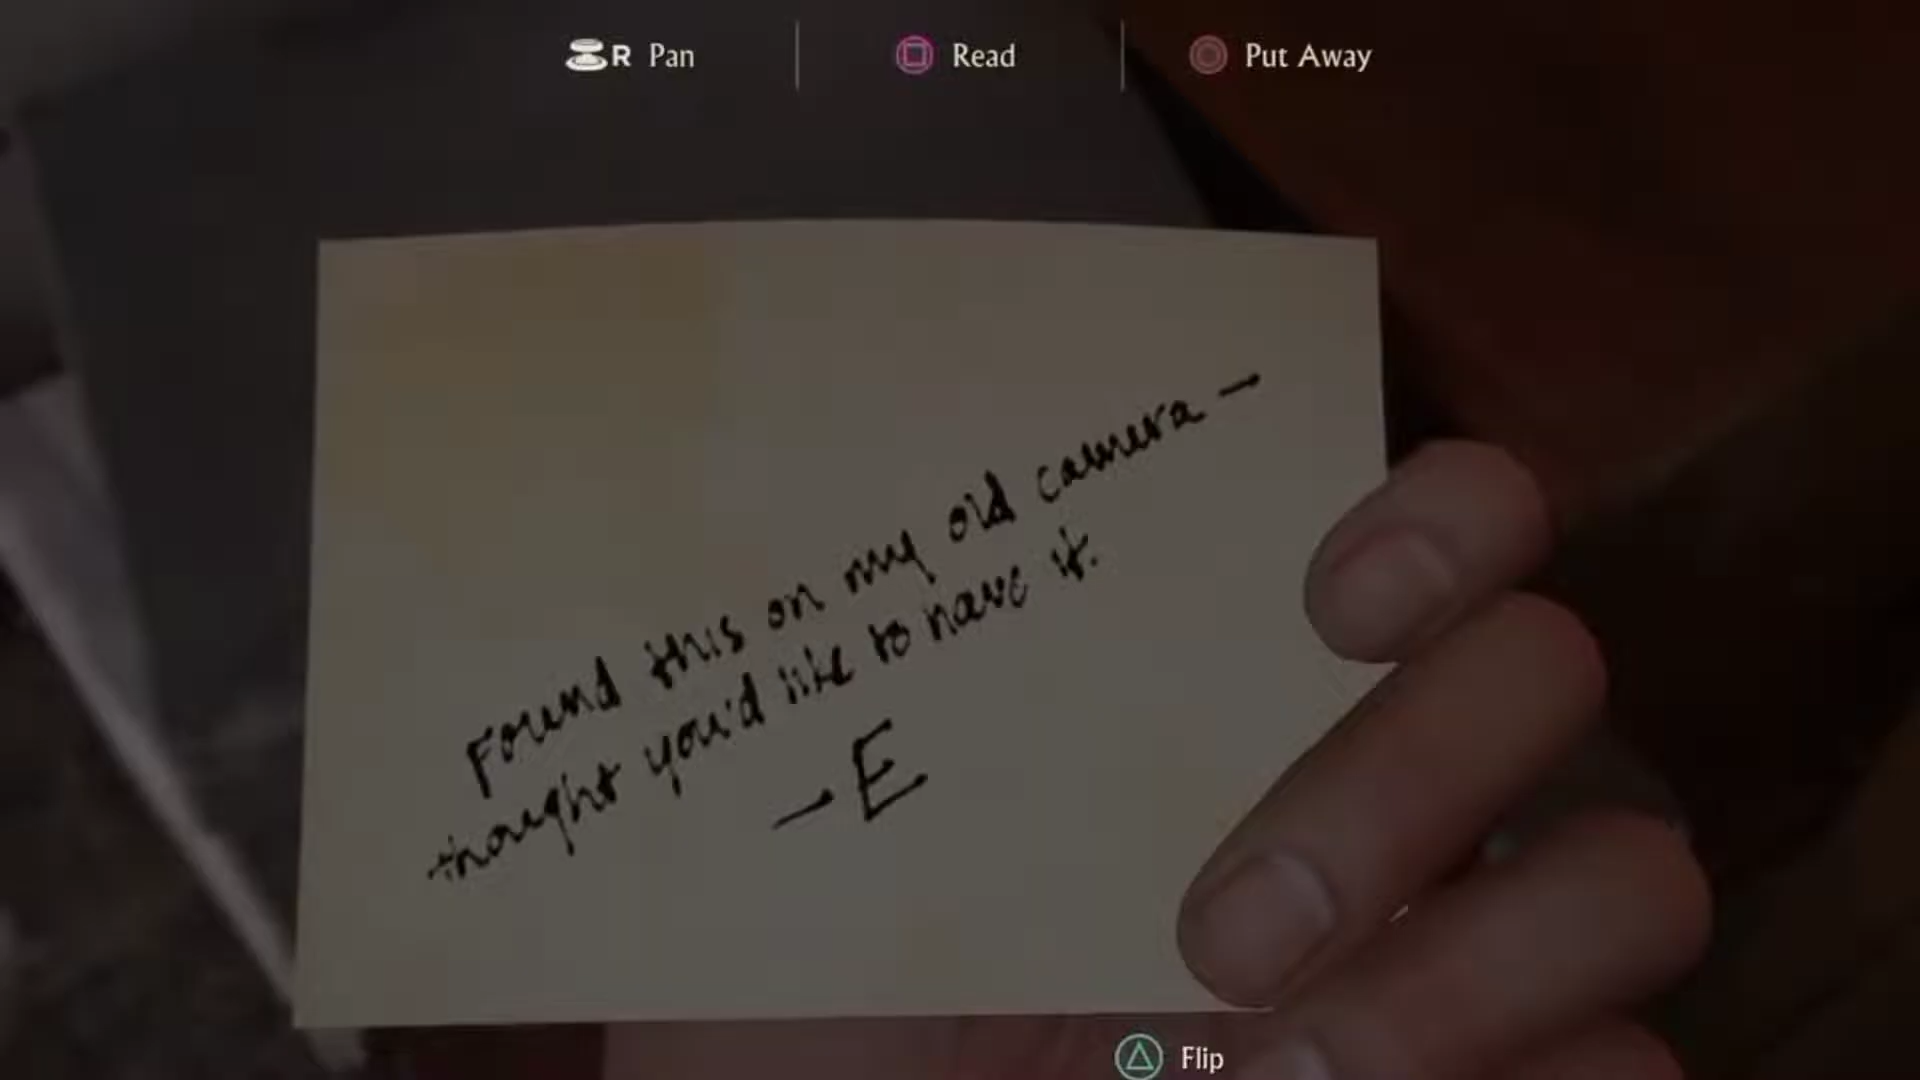 R Pan
Read
Put Away
Found this on my old camera –
thought you'd like to have it.
– E
Flip